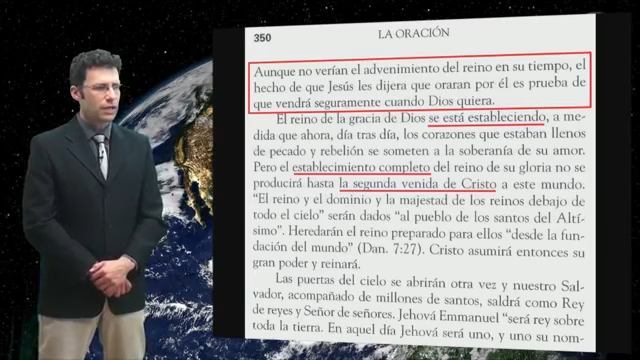 350
LA ORACIÓN
Aunque no verían el advenimiento del reino en su tiempo, el
hecho de que Jesús les dijera que oraran por él es prueba de
que vendrá seguramente cuando Dios quiera.
El reino de la gracia de Dios se está estableciendo, a me-
dida que ahora, día tras día, los corazones que estaban llenos
de pecado y rebelión se someten a la soberanía de su amor.
Pero el establecimiento completo del reino de su gloria no se
producirá hasta la segunda venida de Cristo a este mundo.
“El reino y el dominio y la majestad de los reinos debajo de
todo el cielo” serán dados “al pueblo de los santos del Altí-
simo”. Heredarán el reino preparado para ellos “desde la fun-
dación del mundo” (Dan. 7:27). Cristo asumirá entonces su
gran poder y reinará.
Las puertas del cielo se abrirán otra vez y nuestro Sal-
vador, acompañado de millones de santos, saldrá como Rey
de reyes y Señor de señores. Jehová Emmanuel “será rey sobre
toda la tierra. En aquel día Jehová será uno, y uno su nom-